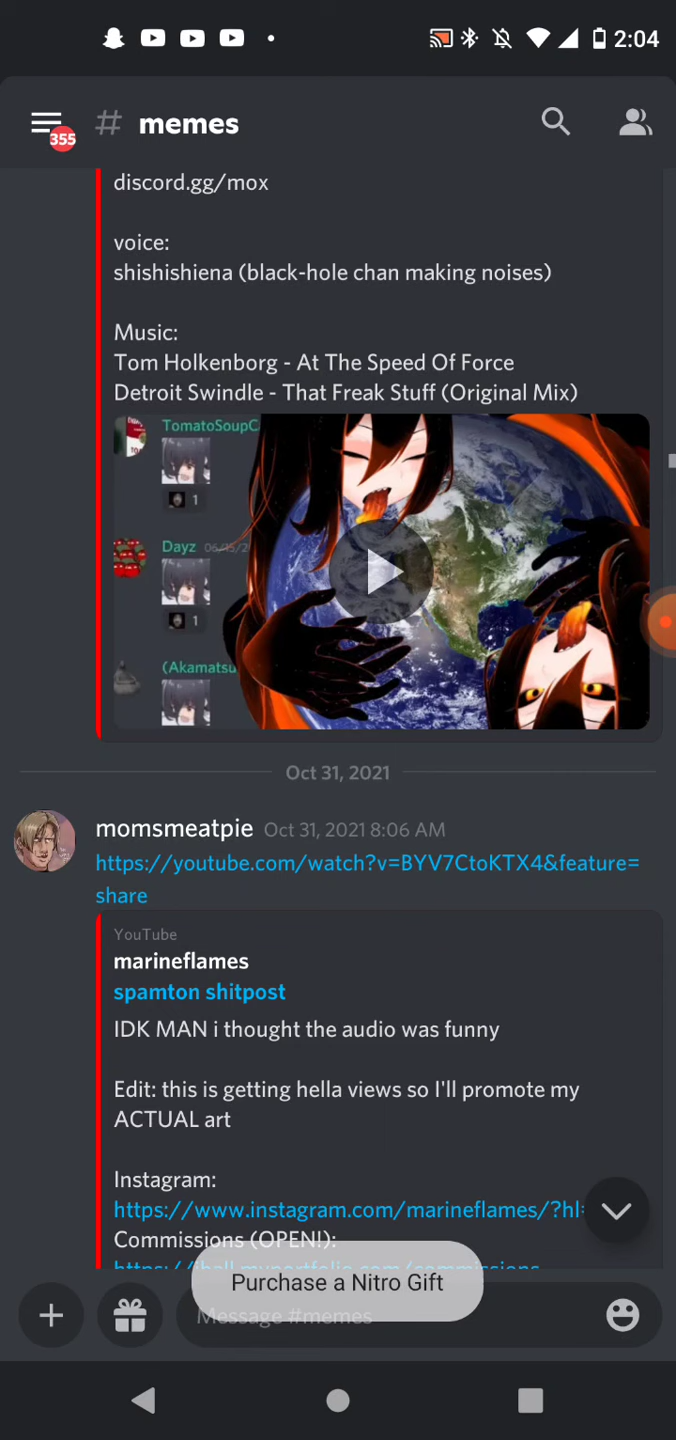 2:04
355
# memes
discord.gg/mox
voice:
shishishiena (black-hole chan making noises)
Music:
Tom Holkenborg - At The Speed Of Force
Detroit Swindle - That Freak Stuff (Original Mix)
TomatoSoupC
1
Dayz
1
(Akamatsu
Oct 31, 2021
momsmeatpie Oct 31, 2021 8:06 AM
https://youtube.com/watch?v=BYV7CtoKTX4&feature=
share
YouTube
marineflames
spamton shitpost
IDK MAN i thought the audio was funny
Edit: this is getting hella views so I'll promote my
ACTUAL art
Instagram:
https://www.instagram.com/marineflames/?hl=
Commissions (OPEN!):
Purchase a Nitro Gift
Message #memes